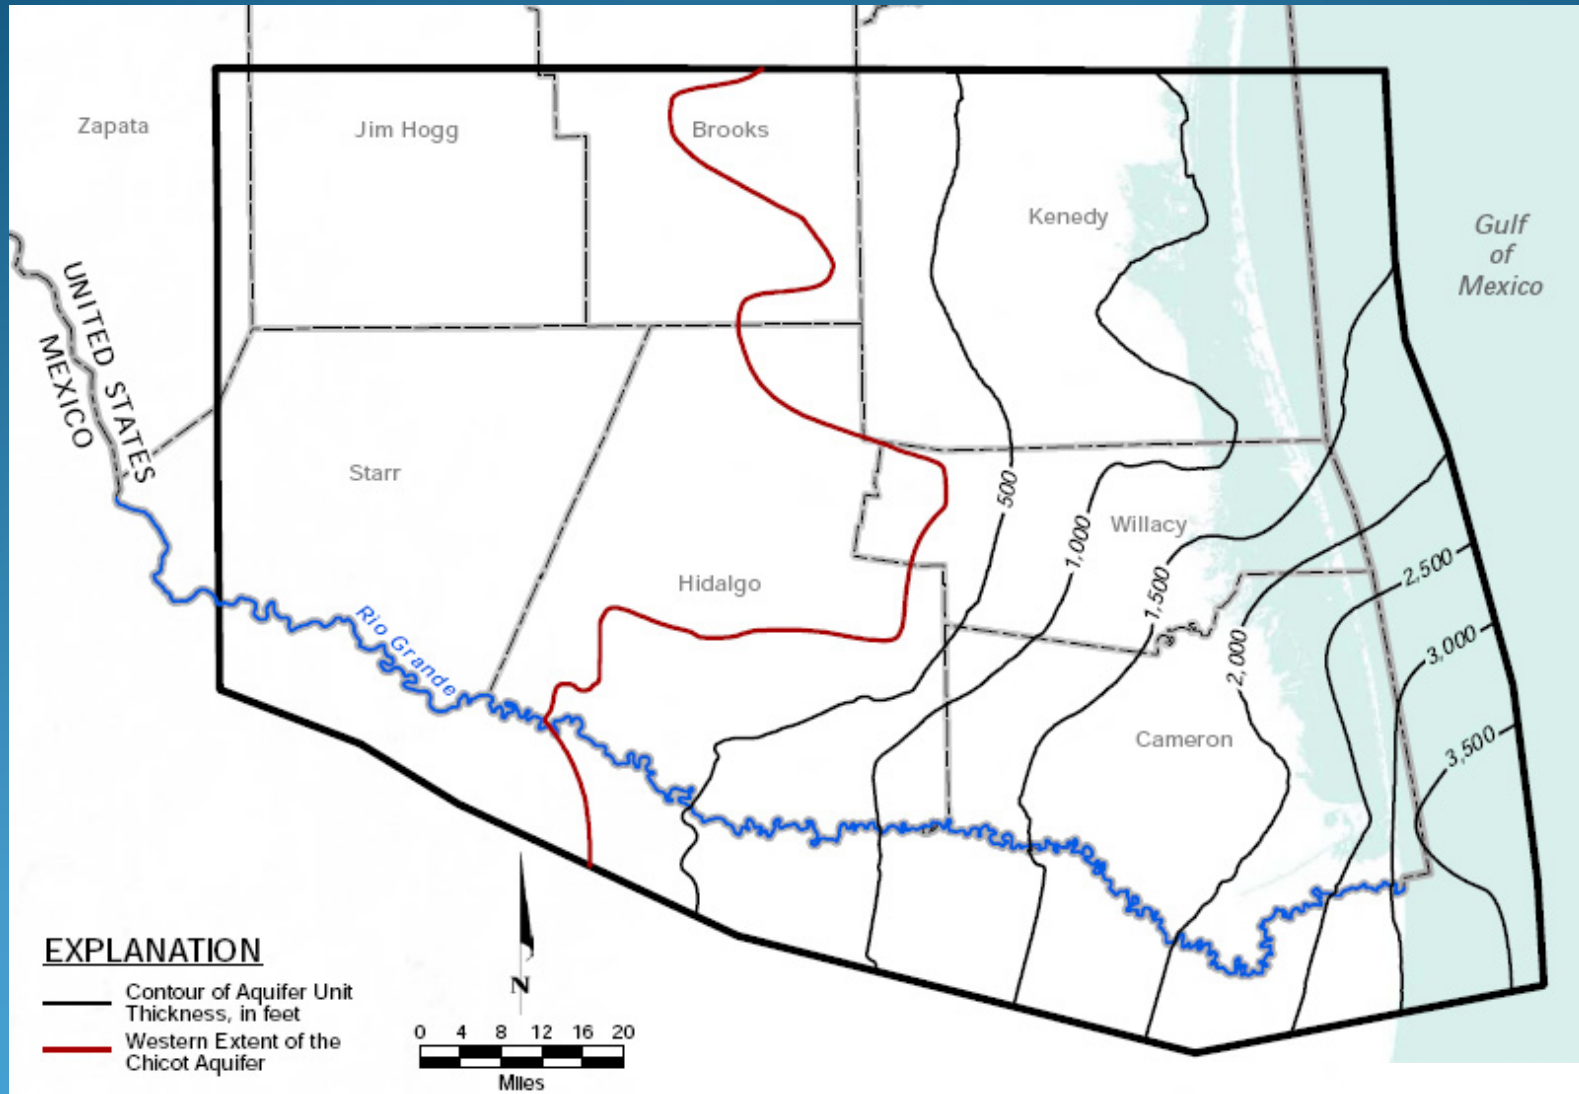 Zapata
Jim Hogg
Brooks
Kenedy
Gulf
of
Mexico
UNITED STATES
MEXICO
Starr
500
Willacy
1,000
1,500
2,500
Hidalgo
Rio Grande
2,000
3,000
Cameron
3,500
EXPLANATION
Contour of Aquifer Unit
Thickness, in feet
Western Extent of the
Chicot Aquifer
N
0 4 8 12 16 20
Miles